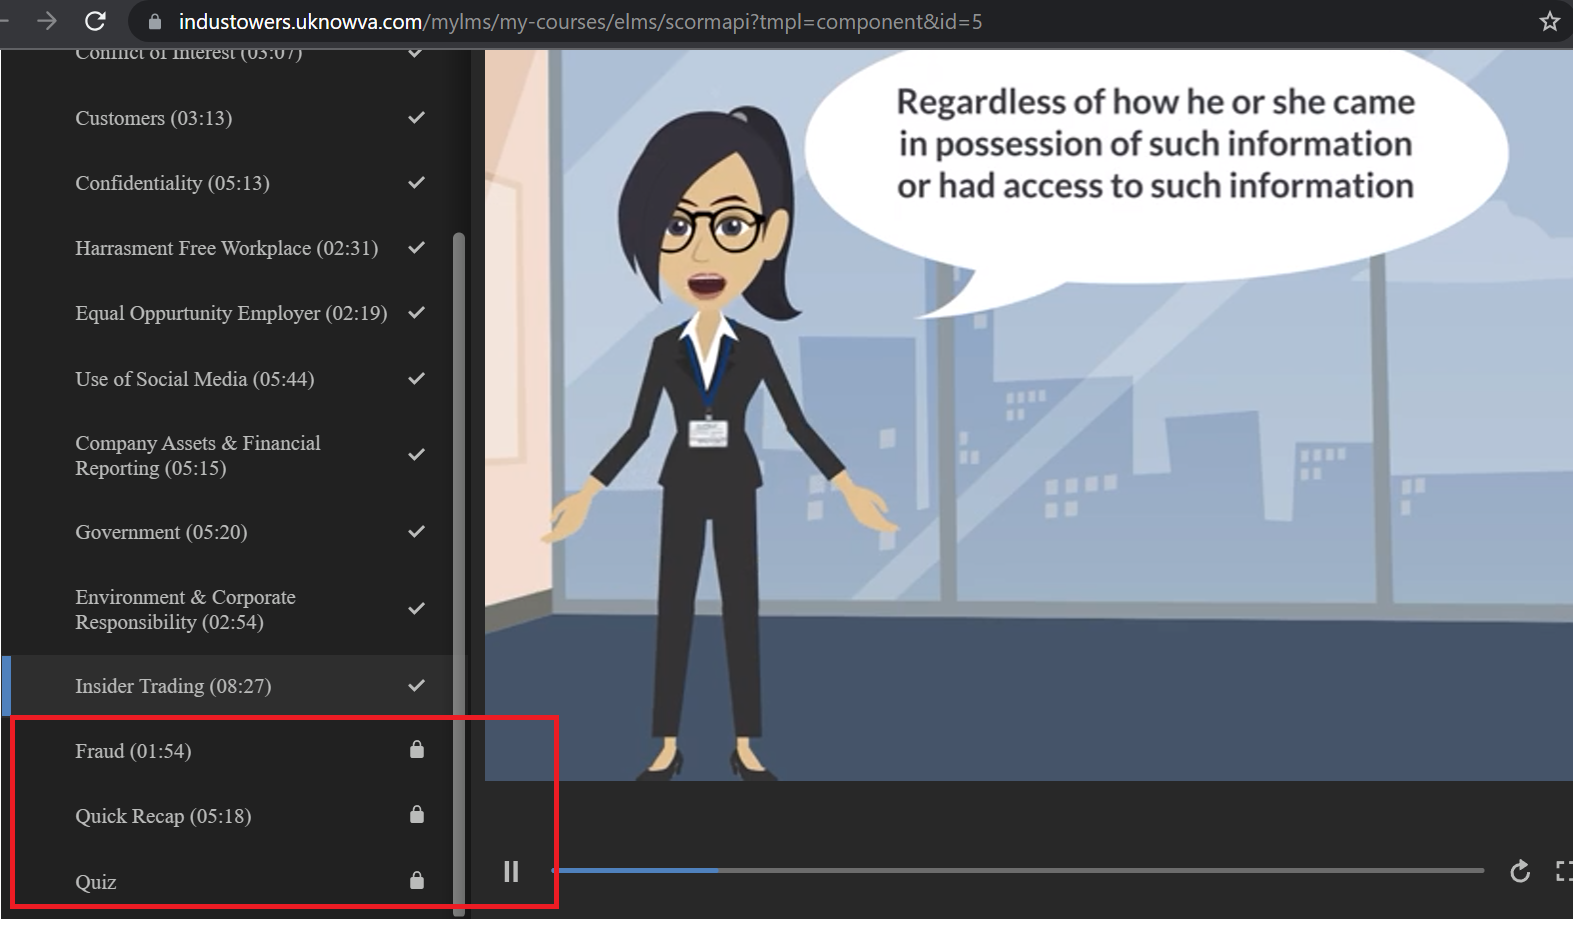 industowers.uknowva.com/mylms/my-courses/elms/scormapi?tmpl=component&id=5
Conflict of Interest (03:07)
Customers (03:13)
Confidentiality (05:13)
Harrasment Free Workplace (02:31)
Equal Oppurtunity Employer (02:19)
Use of Social Media (05:44)
Company Assets & Financial
Reporting (05:15)
Government (05:20)
Environment & Corporate
Responsibility (02:54)
Insider Trading (08:27)
Fraud (01:54)
Quick Recap (05:18)
Quiz
Regardless of how he or she came
in possession of such information
or had access to such information